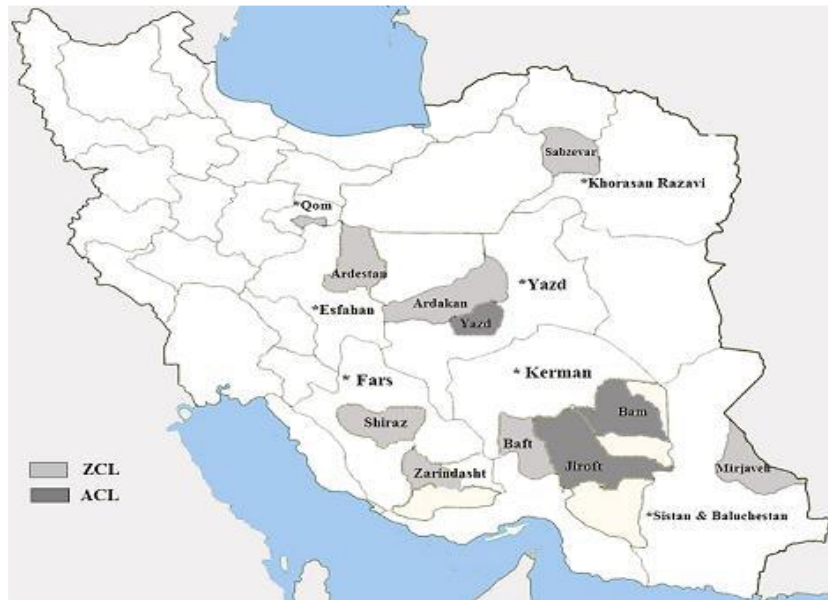 Sabzevar
*Khorasan Razavi
*Qom
Ardestan
*Esfahan
Ardakan
*Yazd
Yazd
* Fars
* Kerman
Shiraz
Bam
Baft
Jiroft
Zarindasht
Mirjaveh
*Sistan & Baluchestan
ZCL
ACL